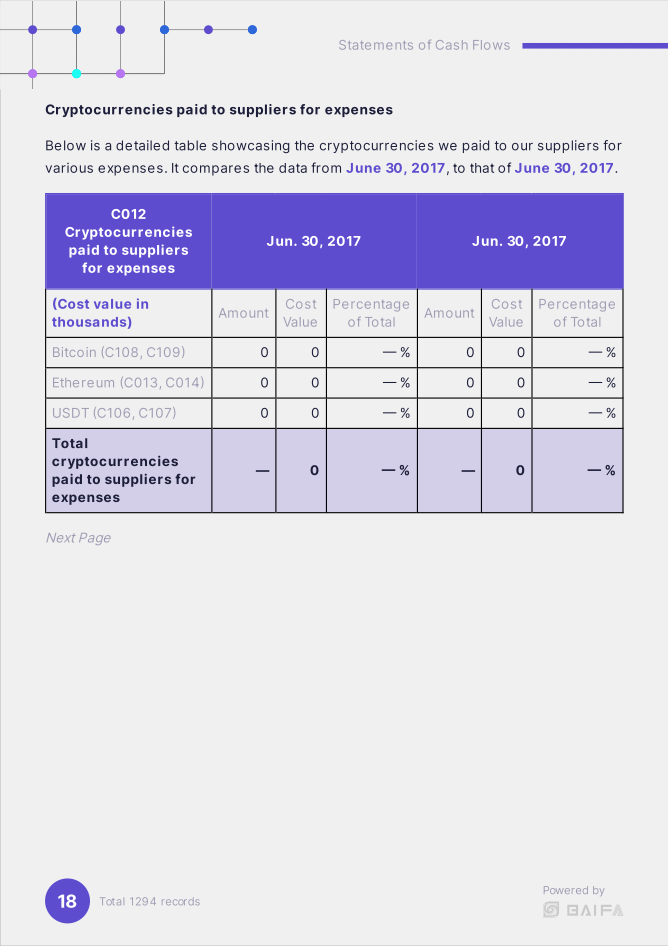 Statements of Cash Flows
Cryptocurrencies paid to suppliers for expenses
Below is a detailed table showcasing the cryptocurrencies we paid to our suppliers for
various expenses. It compares the data from June 30, 2017, to that of June 30, 2017.
C012
Cryptocurrencies
paid to suppliers
for expenses
Jun. 30, 2017
Jun. 30, 2017
(Cost value in
thousands)
Amount
Cost
Value
Percentage
of Total
Amount
Cost
Value
Percentage
of Total
Bitcoin (C108, C109) 0 0 — % 0 0 — %
Ethereum (C013, C014) 0 0 — % 0 0 — %
USDT (C106, C107) 0 0 — % 0 0 — %
Total
cryptocurrencies
paid to suppliers for
expenses
— 0 — % — 0 — %
Next Page
18
Total 1294 records
Powered by
BAIFA